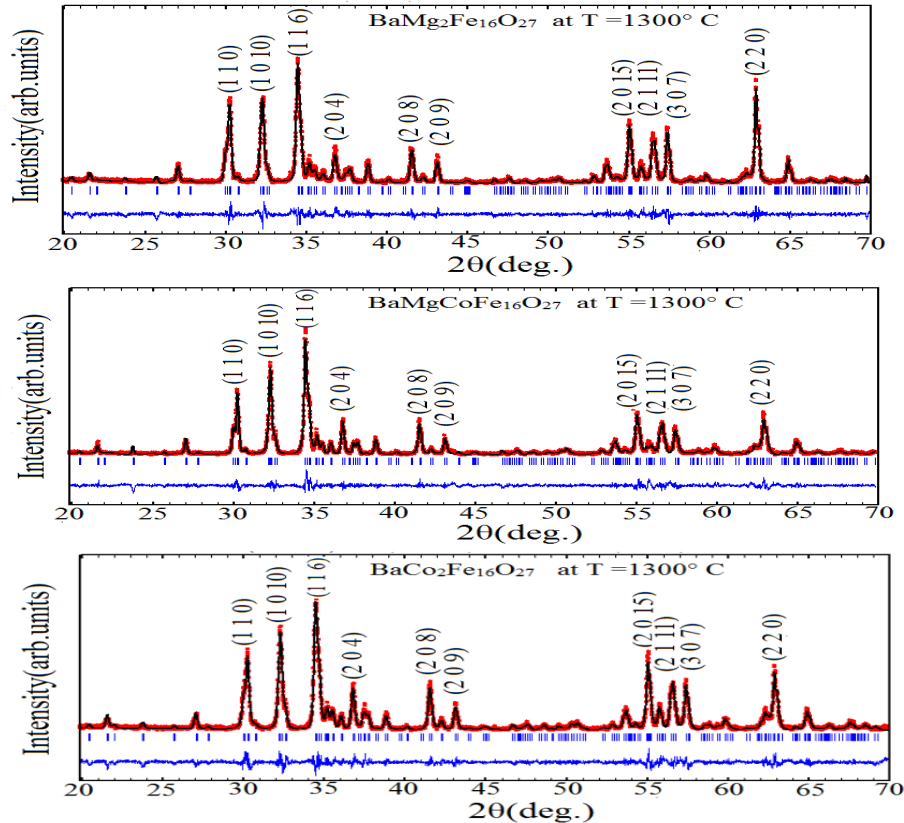 BaMg₂Fe₁₆O₂₇ at T =1300° C
Intensity(arb.units)
(1 1 0)
(1 0 10)
(1 1 6)
(2 0 4)
(2 0 8)
(2 0 9)
(2 0 15)
(2 1 11)
(3 0 7)
(2 2 0)
20 25 30 35 40 45 50 55 60 65 70
2θ(deg.)
BaMgCoFe₁₆O₂₇ at T =1300° C
Intensity(arb.units)
(1 1 0)
(1 0 10)
(1 1 6)
(2 0 4)
(2 0 8)
(2 0 9)
(2 0 15)
(2 1 11)
(3 0 7)
(2 2 0)
20 25 30 35 40 45 50 55 60 65 70
2θ(deg.)
BaCo₂Fe₁₆O₂₇ at T =1300° C
Intensity(arb.units)
(1 1 0)
(1 0 10)
(1 1 6)
(2 0 4)
(2 0 8)
(2 0 9)
(2 0 15)
(2 1 11)
(3 0 7)
(2 2 0)
20 25 30 35 40 45 50 55 60 65 70
2θ(deg.)